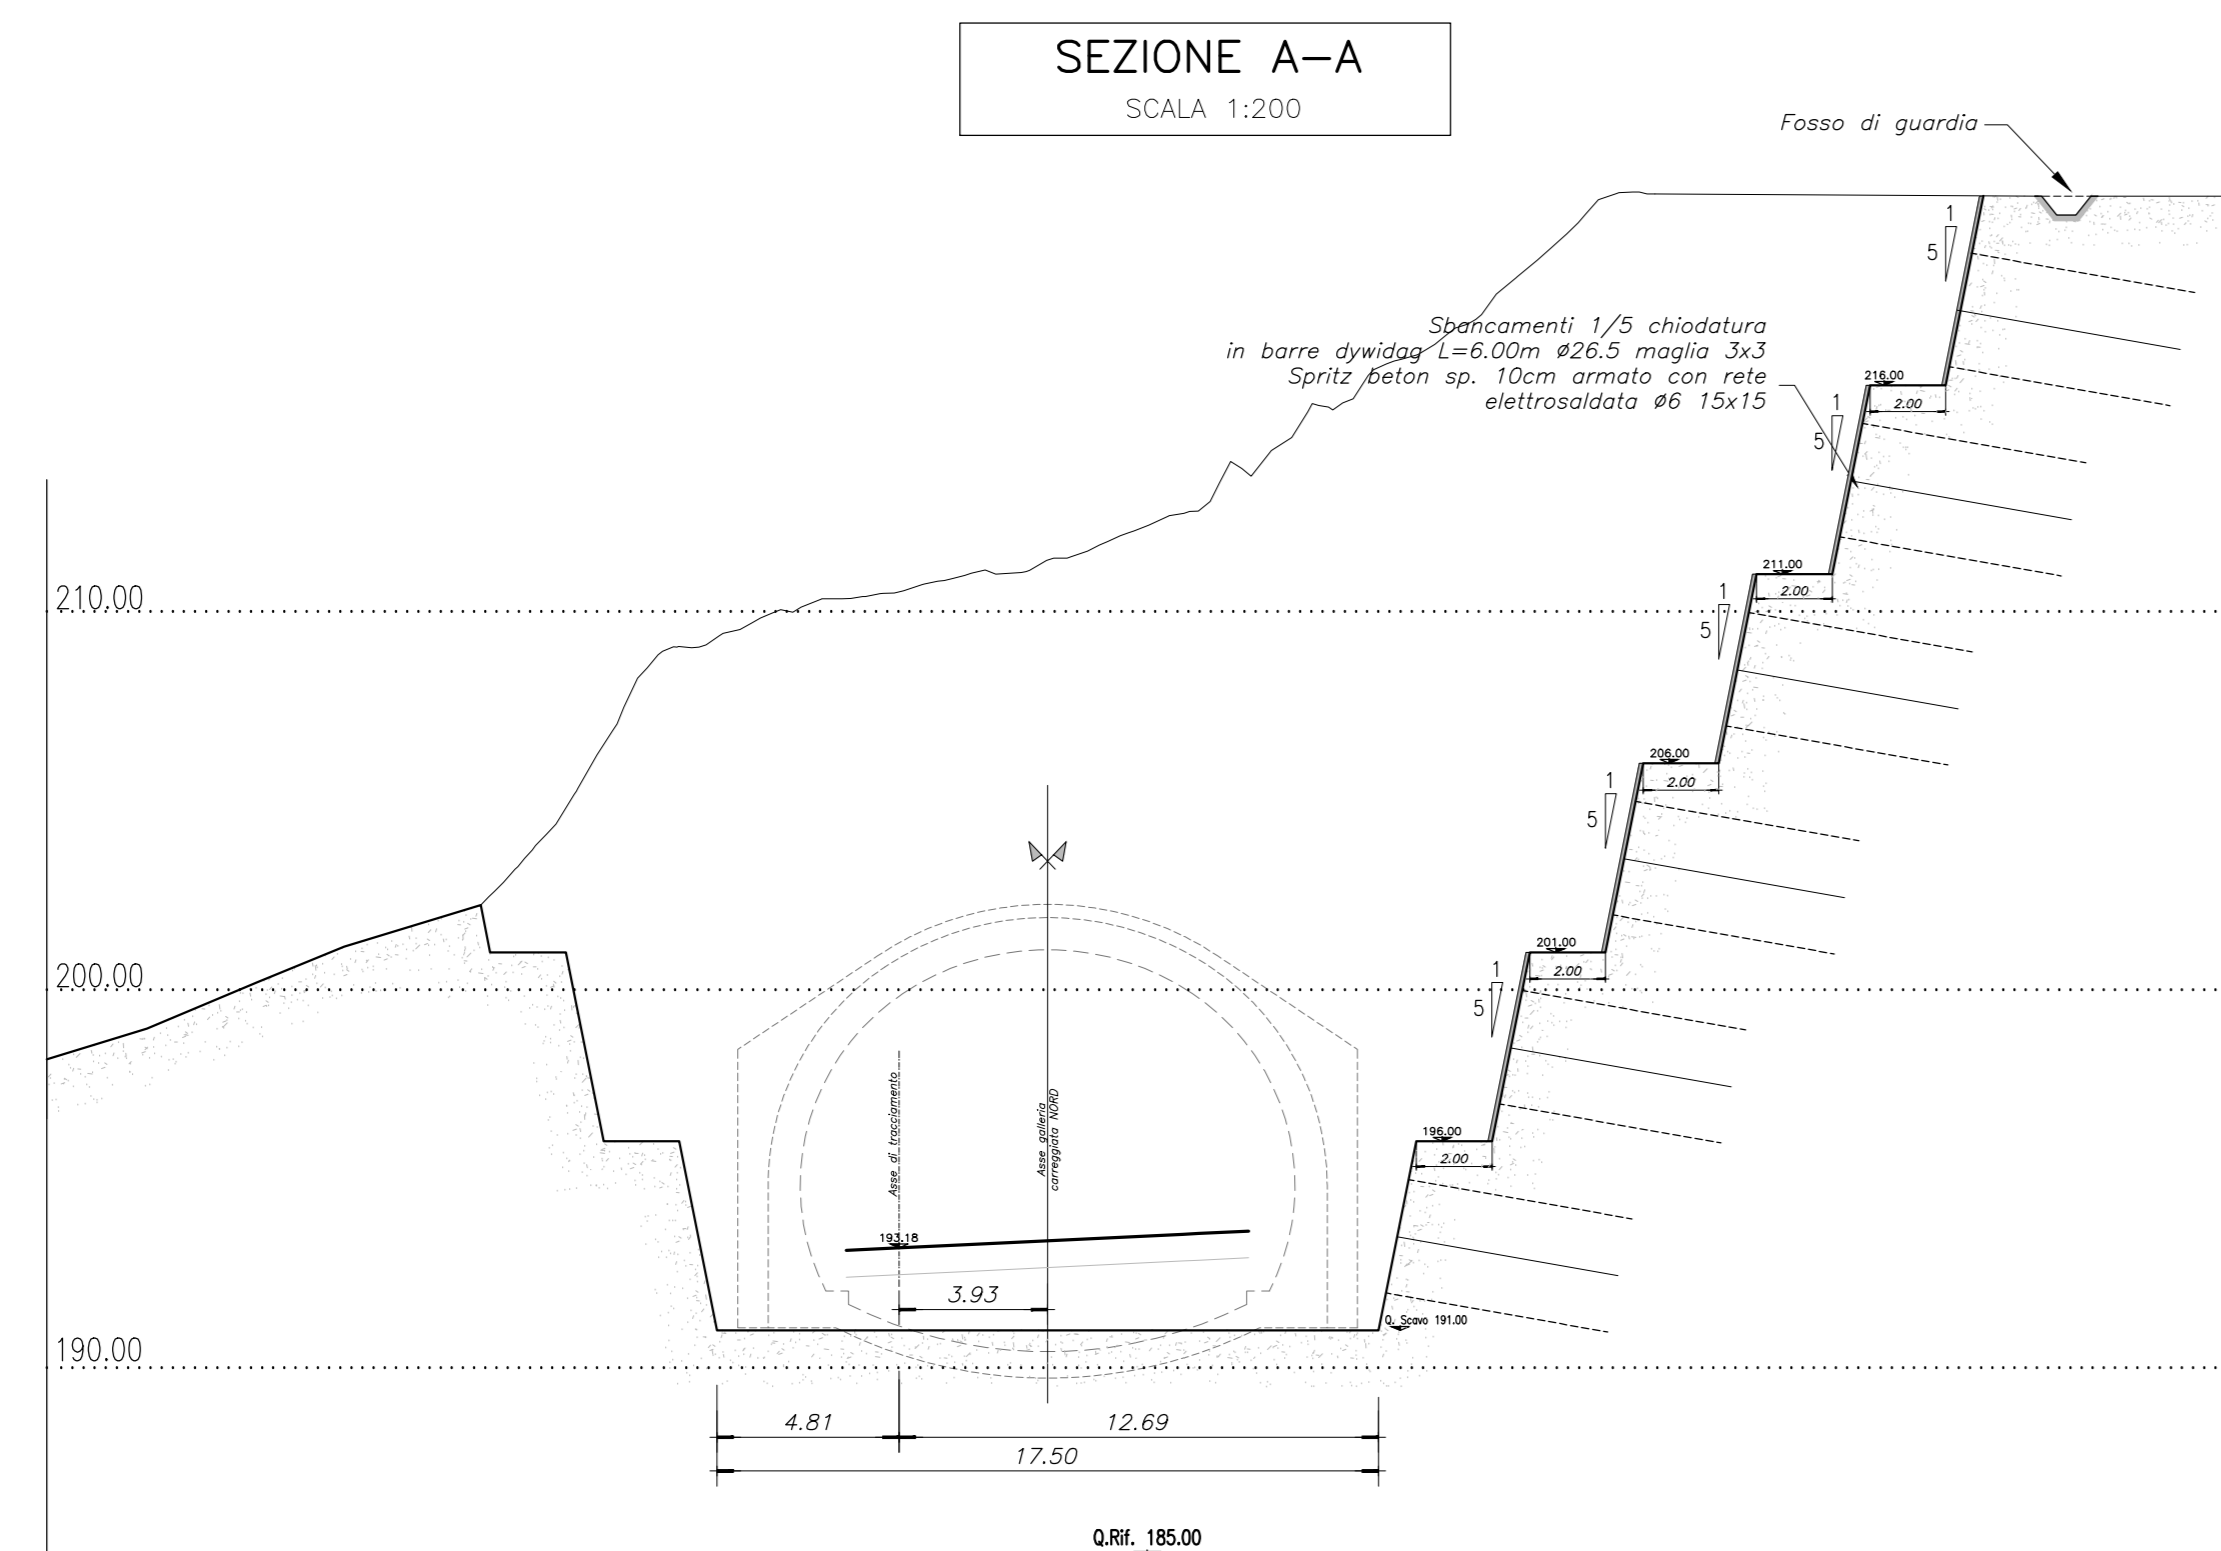 SEZIONE A–A
SCALA 1:200
Fosso di guardia
1
5
Sbancamenti 1/5 chiodatura
in barre dywidag L=6.00m ø26.5 maglia 3x3
Spritz beton sp. 10cm armato con rete
elettrosaldata ø6 15x15
216.00
2.00
1
5
211.00
2.00
210.00
1
5
206.00
2.00
1
5
201.00
2.00
200.00
1
5
196.00
2.00
Asse di tracciamento
Asse galleria
carreggiata NORD
193.18
3.93
Q. Scavo 191.00
190.00
4.81
12.69
17.50
Q.Rif. 185.00